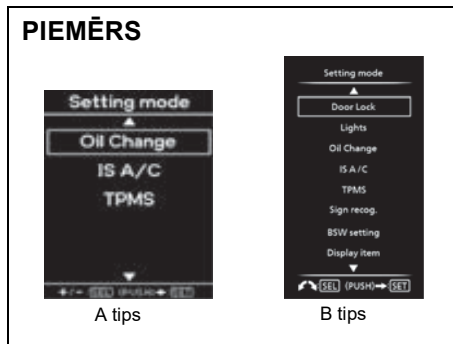 PIEMĒRS
Setting mode
Oil Change
IS A/C
TPMS
(PUSH) SET
A tips
Setting mode
Door Lock
Lights
Oil Change
IS A/C
TPMS
Sign recog.
BSW setting
Display item
SEL (PUSH) SET
B tips